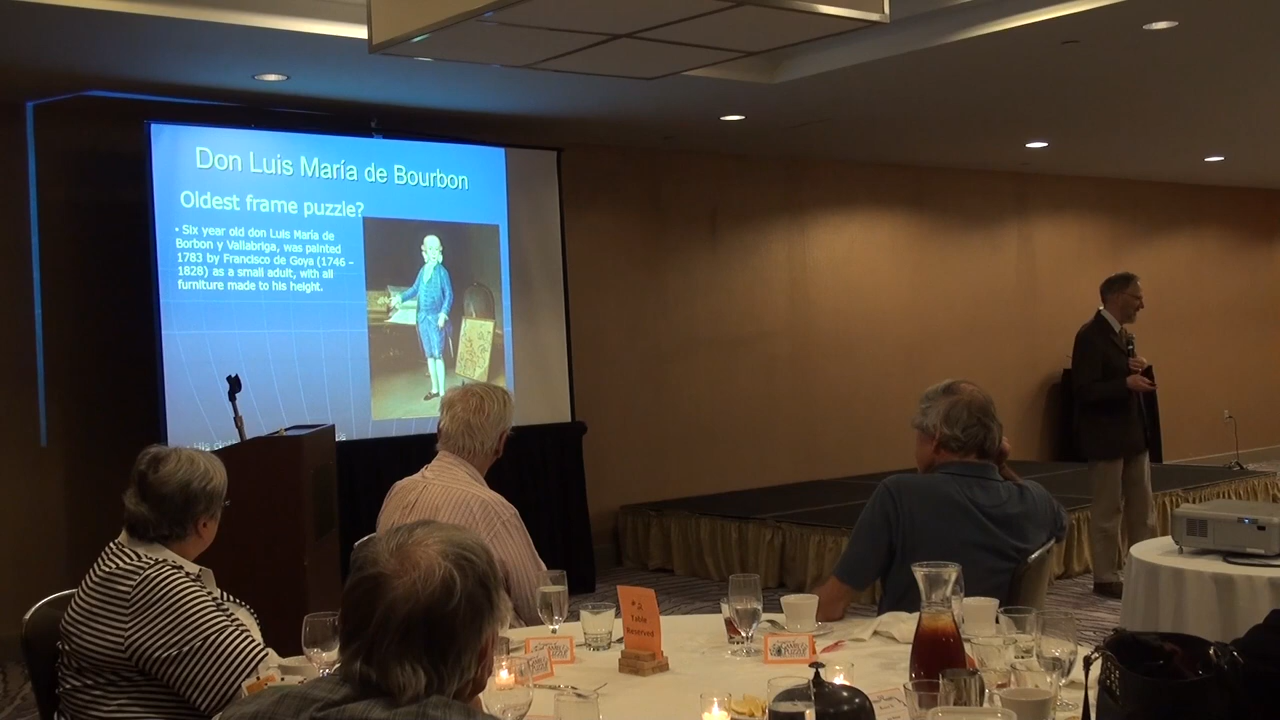 Don Luis María de Bourbon
Oldest frame puzzle?
• Six year old don Luis María de
Borbon y Vallabriga, was painted
1783 by Francisco de Goya (1746 –
1828) as a small adult, with all
furniture made to his height.
His
#2
Table
Reserved